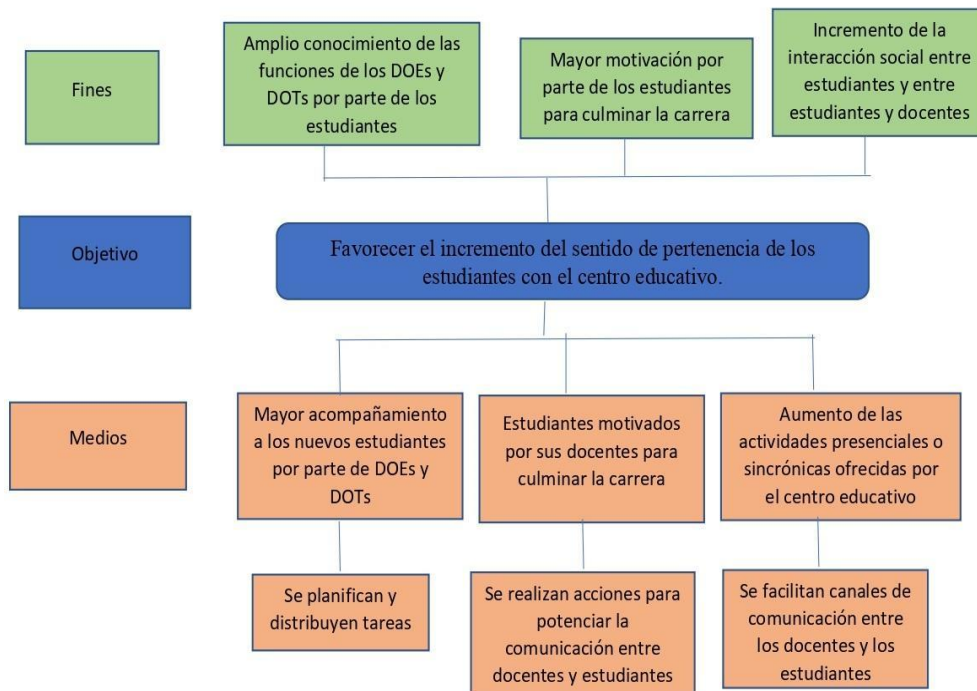 Fines
Amplio conocimiento de las
funciones de los DOEs y
DOTs por parte de los
estudiantes
Mayor motivación por
parte de los estudiantes
para culminar la carrera
Incremento de la
interacción social entre
estudiantes y entre
estudiantes y docentes
Objetivo
Favorecer el incremento del sentido de pertenencia de los
estudiantes con el centro educativo.
Medios
Mayor acompañamiento
a los nuevos estudiantes
por parte de DOEs y
DOTs
Estudiantes motivados
por sus docentes para
culminar la carrera
Aumento de las
actividades presenciales o
sincrónicas ofrecidas por
el centro educativo
Se planifican y
distribuyen tareas
Se realizan acciones para
potenciar la
comunicación entre
docentes y estudiantes
Se facilitan canales de
comunicación entre
los docentes y los
estudiantes